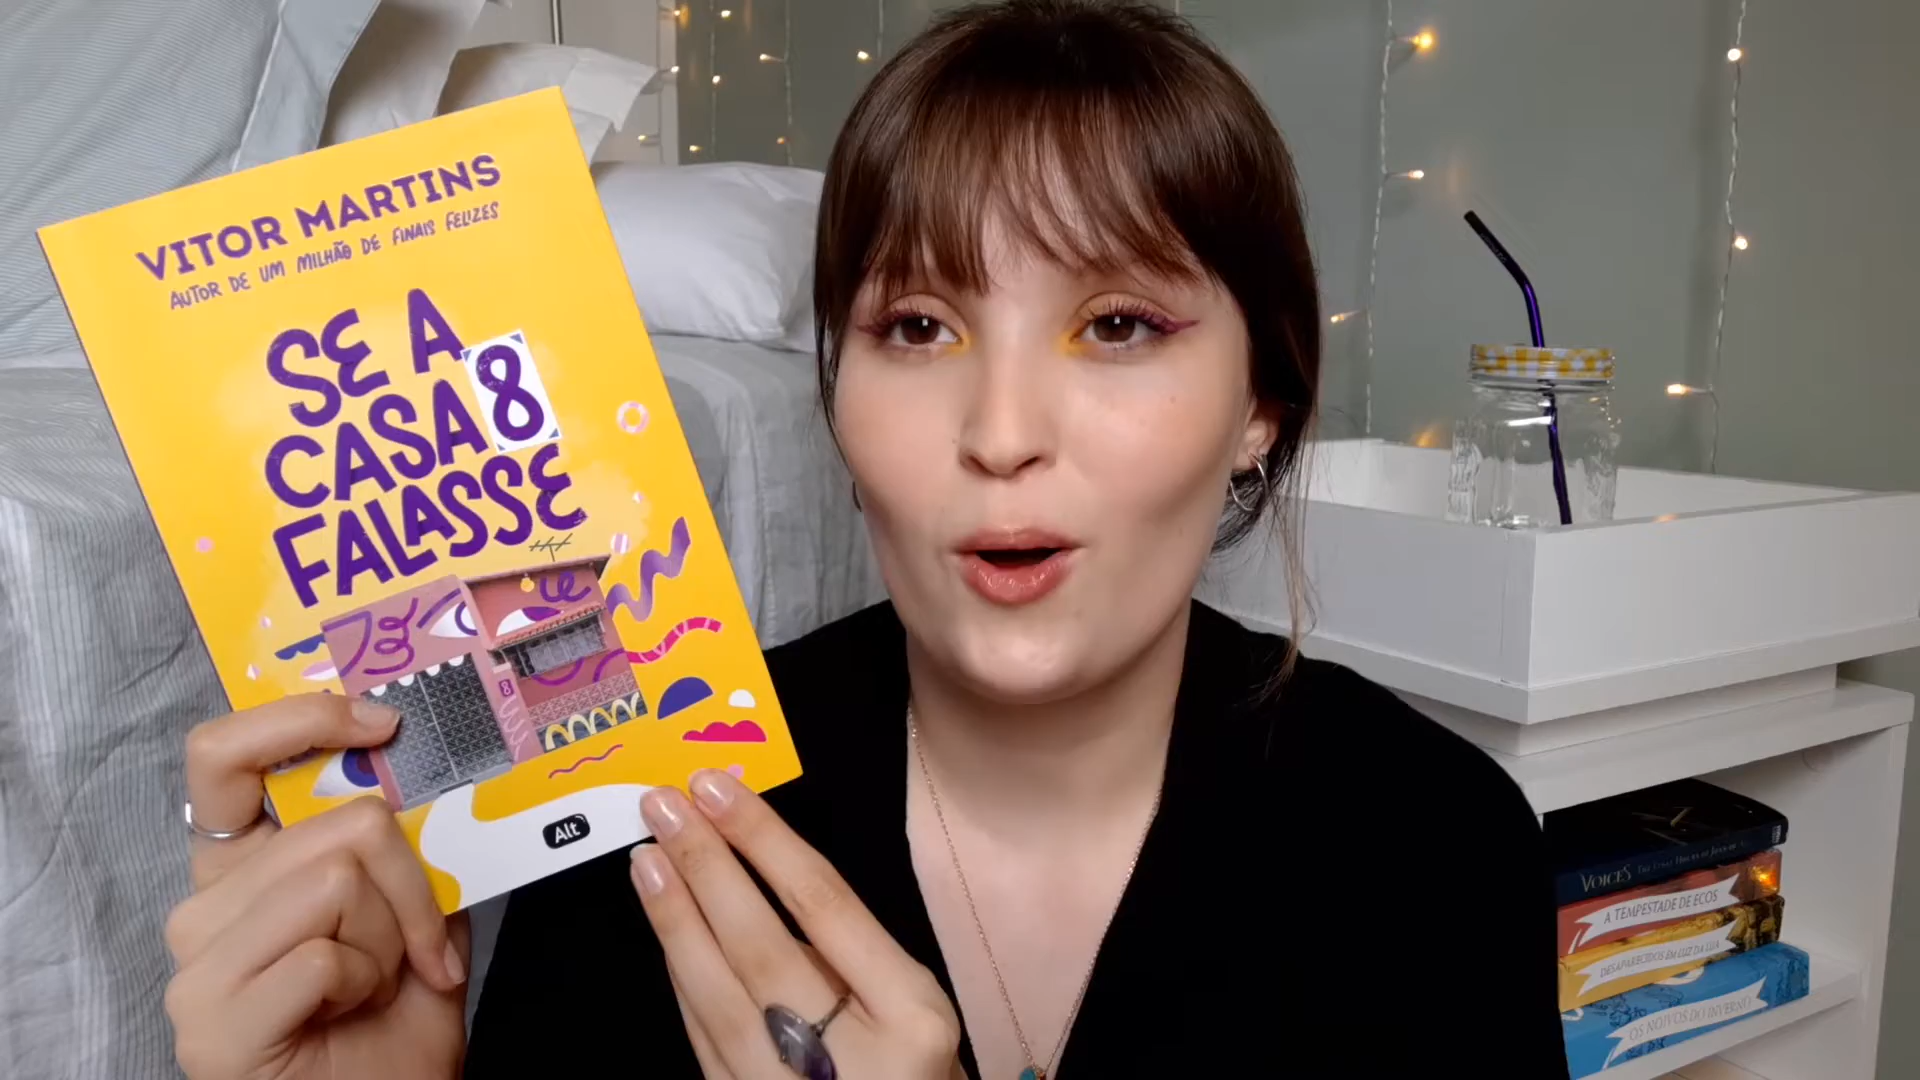 VITOR MARTINS
AUTOR DE UM MILHÃO DE FINAIS FELIZES
SE A
CASA 8
FALASSE
8
Alt
VOICES
A TEMPESTADE DE ECOS
DESAPARECIDOS EM LUZ DA LUA
OS NOIVOS DO INVERNO